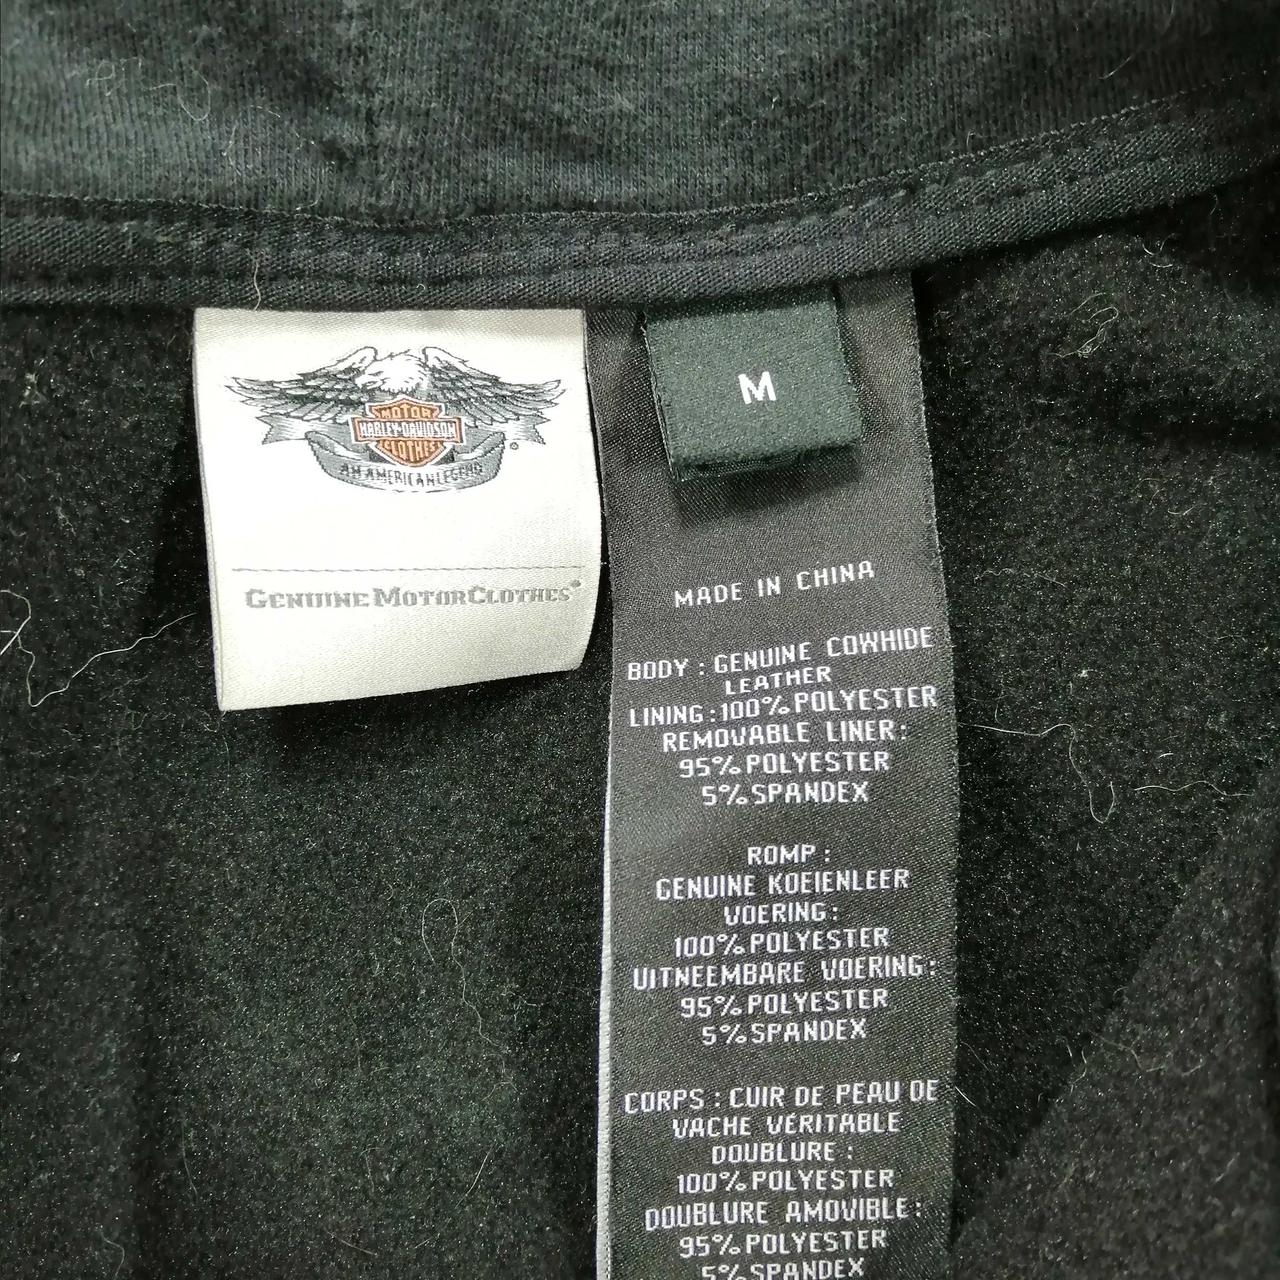 MOTOR
HARLEY-DAVIDSON
CLOTHES
AN AMERICAN LEGEND
®
GENUINE MOTORCLOTHES®
M
MADE IN CHINA
BODY : GENUINE COWHIDE
LEATHER
LINING : 100% POLYESTER
REMOVABLE LINER :
95% POLYESTER
5% SPANDEX
ROMP :
GENUINE KOEIENLEER
VOERING :
100% POLYESTER
UITNEEMBARE VOERING :
95% POLYESTER
5% SPANDEX
CORPS : CUIR DE PEAU DE
VACHE VÉRITABLE
DOUBLURE :
100% POLYESTER
DOUBLURE AMOVIBLE :
95% POLYESTER
5% SPANDEX